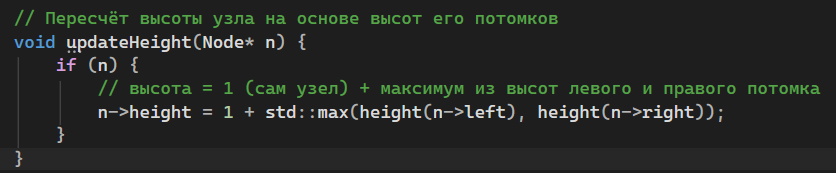 // Пересчёт высоты узла на основе высот его потомков
void updateHeight(Node* n) {
    if (n) {
        // высота = 1 (сам узел) + максимум из высот левого и правого потомка
        n->height = 1 + std::max(height(n->left), height(n->right));
    }
}